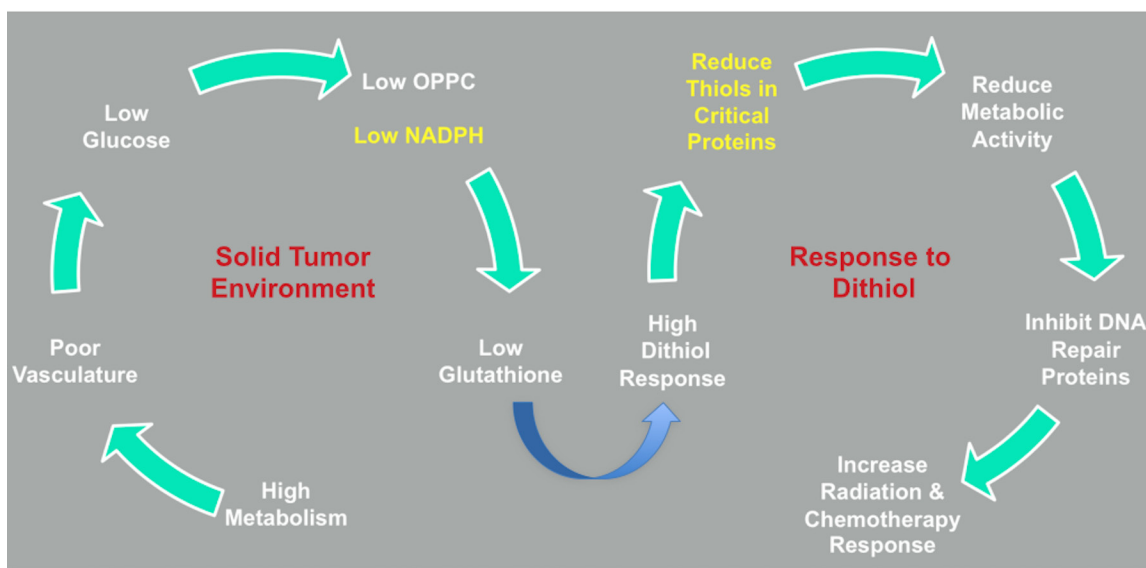 Low
Glucose
Low OPPC
Low NADPH
Solid Tumor
Environment
Poor
Vasculature
High
Metabolism
Low
Glutathione
High
Dithiol
Response
Reduce
Thiols in
Critical
Proteins
Reduce
Metabolic
Activity
Response to
Dithiol
Inhibit DNA
Repair
Proteins
Increase
Radiation &
Chemotherapy
Response